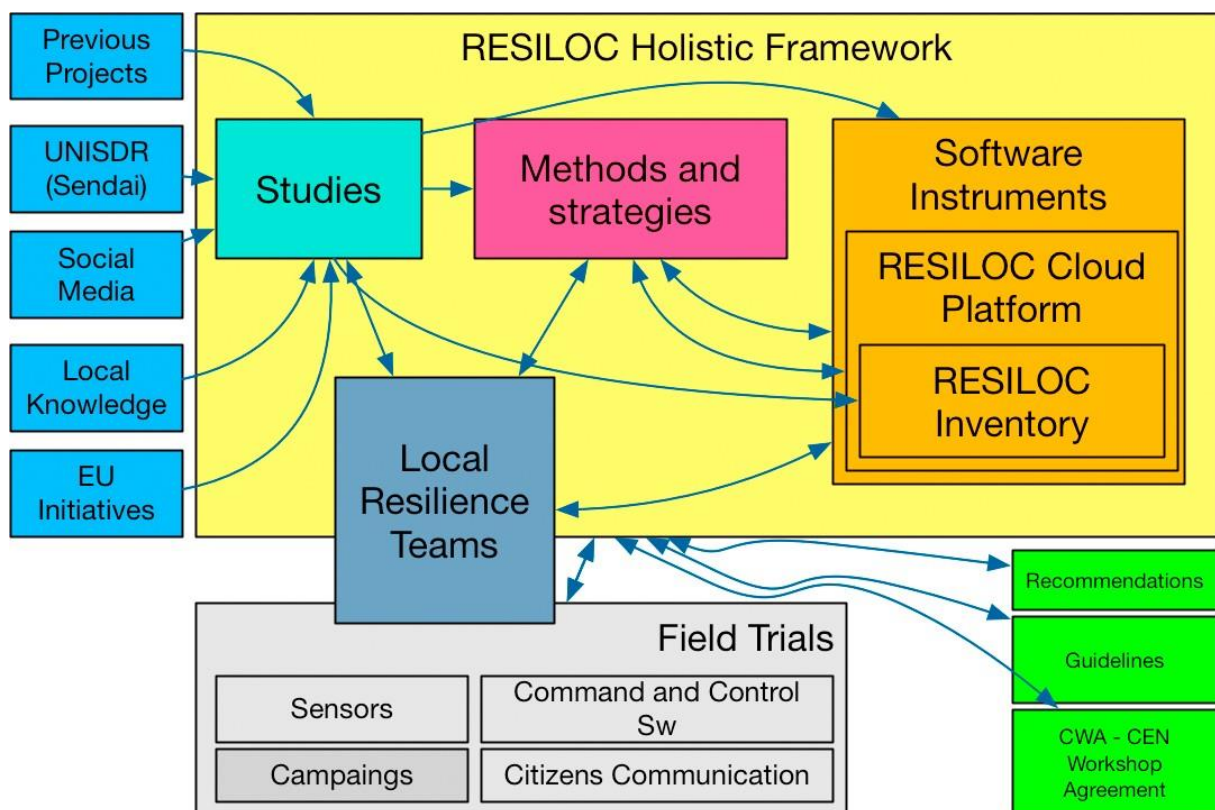 Previous
Projects
UNISDR
(Sendai)
Social
Media
Local
Knowledge
EU
Initiatives
RESILOC Holistic Framework
Studies
Methods and
strategies
Software
Instruments
RESILOC Cloud
Platform
RESILOC
Inventory
Local
Resilience
Teams
Field Trials
Sensors
Command and Control
Sw
Campaings
Citizens Communication
Recommendations
Guidelines
CWA - CEN
Workshop
Agreement